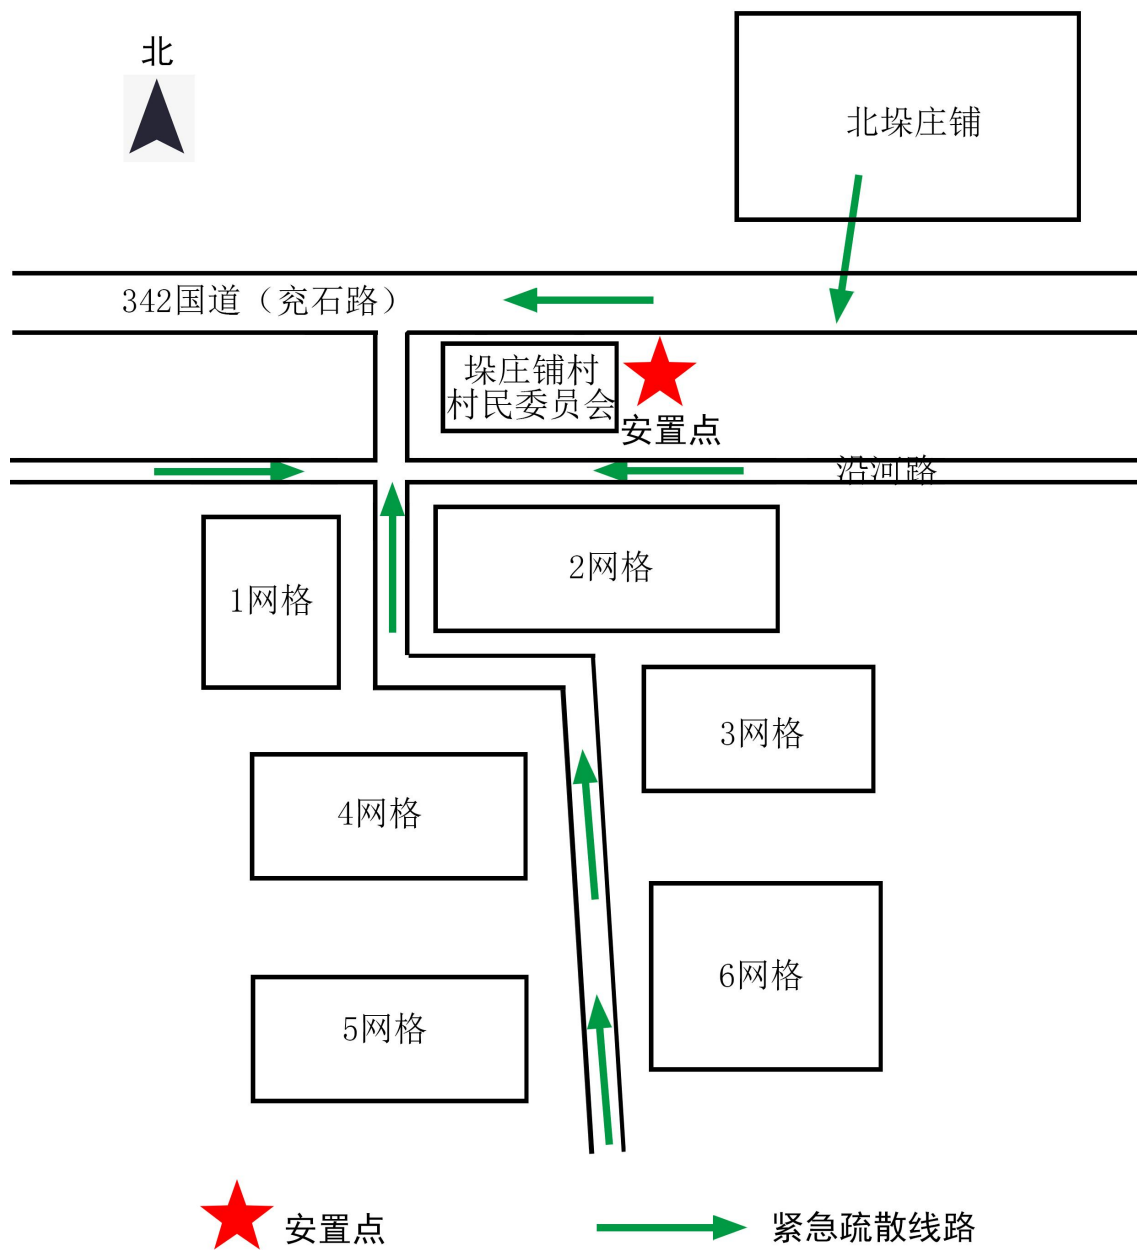 北
北垛庄铺
342国道（兖石路）
垛庄铺村
村民委员会
安置点
沿河路
1网格
2网格
3网格
4网格
6网格
5网格
安置点
紧急疏散线路